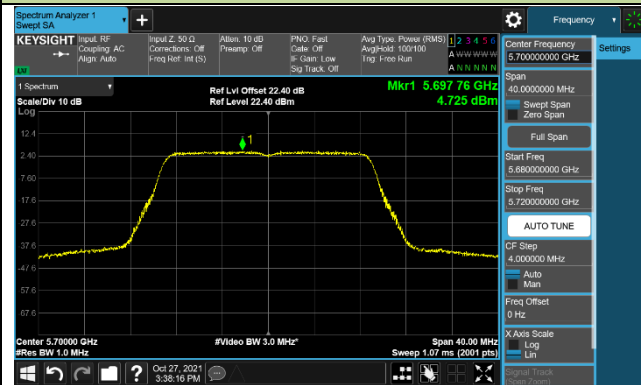 Spectrum Analyzer 1
Swept SA
+
Frequency
KEYSIGHT
Input: RF
Coupling: AC
Align: Auto
Input Z: 50 Ω
Corrections: Off
Freq Ref: Int (S)
Atten: 10 dB
Preamp: Off
PNO: Fast
Gate: Off
IF Gain: Low
Sig Track: Off
Avg Type: Power (RMS)
Avg|Hold: 100/100
Trig: Free Run
1 2 3 4 5 6
A W W W W W
A N N N N N
LXI
1 Spectrum
Scale/Div 10 dB
Ref Lvl Offset 22.40 dB
Ref Level 22.40 dBm
Mkr1 5.697 76 GHz
4.725 dBm
Log
12.4
2.40
-7.60
-17.6
-27.6
-37.6
-47.6
-57.6
-67.6
1
Center 5.70000 GHz
#Res BW 1.0 MHz
#Video BW 3.0 MHz*
Span 40.00 MHz
Sweep 1.07 ms (2001 pts)
Center Frequency
5.700000000 GHz
Settings
Span
40.0000000 MHz
Swept Span
Zero Span
Full Span
Start Freq
5.680000000 GHz
Stop Freq
5.720000000 GHz
AUTO TUNE
CF Step
4.000000 MHz
Auto
Man
Freq Offset
0 Hz
X Axis Scale
Log
Lin
Signal Track
(Span Zoom)
?
Oct 27, 2021
3:38:16 PM